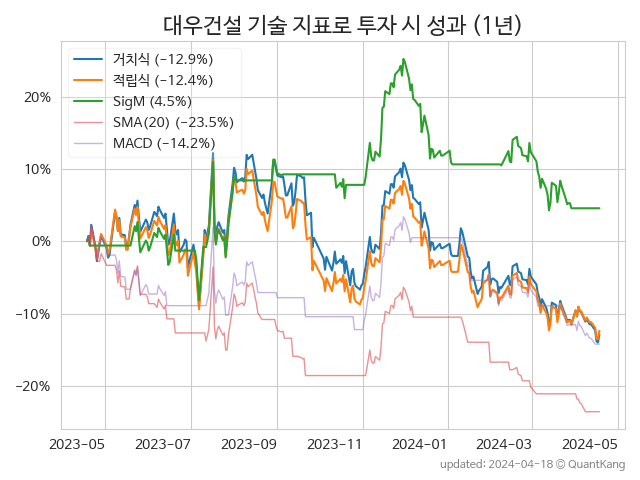 대우건설 기술 지표로 투자 시 성과 (1년)
거치식 (−12.9%)
적립식 (−12.4%)
SigM (4.5%)
SMA(20) (−23.5%)
MACD (−14.2%)
20%
10%
0%
−10%
−20%
2023-05 2023-07 2023-09 2023-11 2024-01 2024-03 2024-05
updated: 2024-04-18 © QuantKang